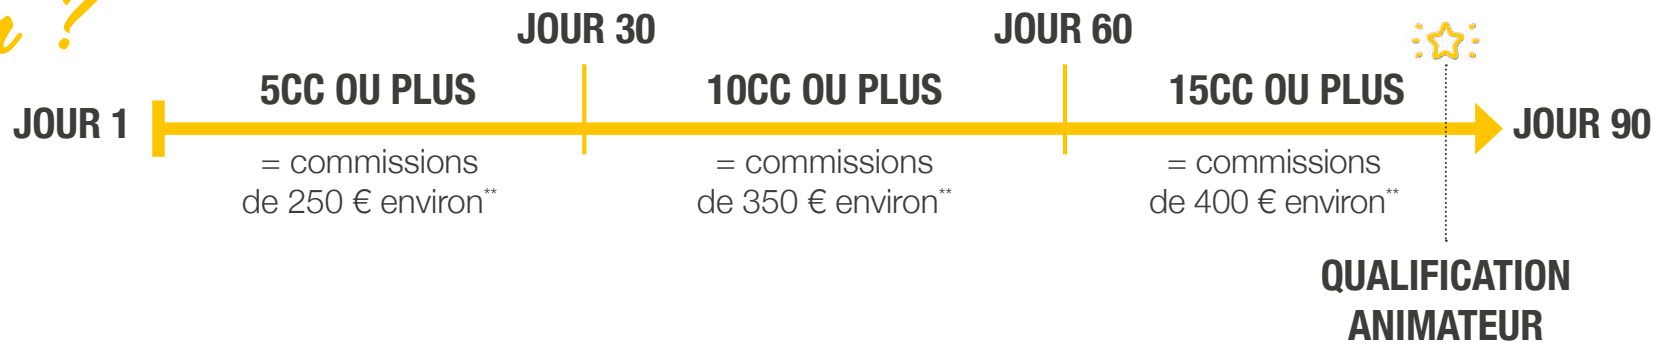 ?
JOUR 30
JOUR 60
5CC OU PLUS
10CC OU PLUS
15CC OU PLUS
JOUR 1
JOUR 90
= commissions
de 250 € environ**
= commissions
de 350 € environ**
= commissions
de 400 € environ**
QUALIFICATION
ANIMATEUR